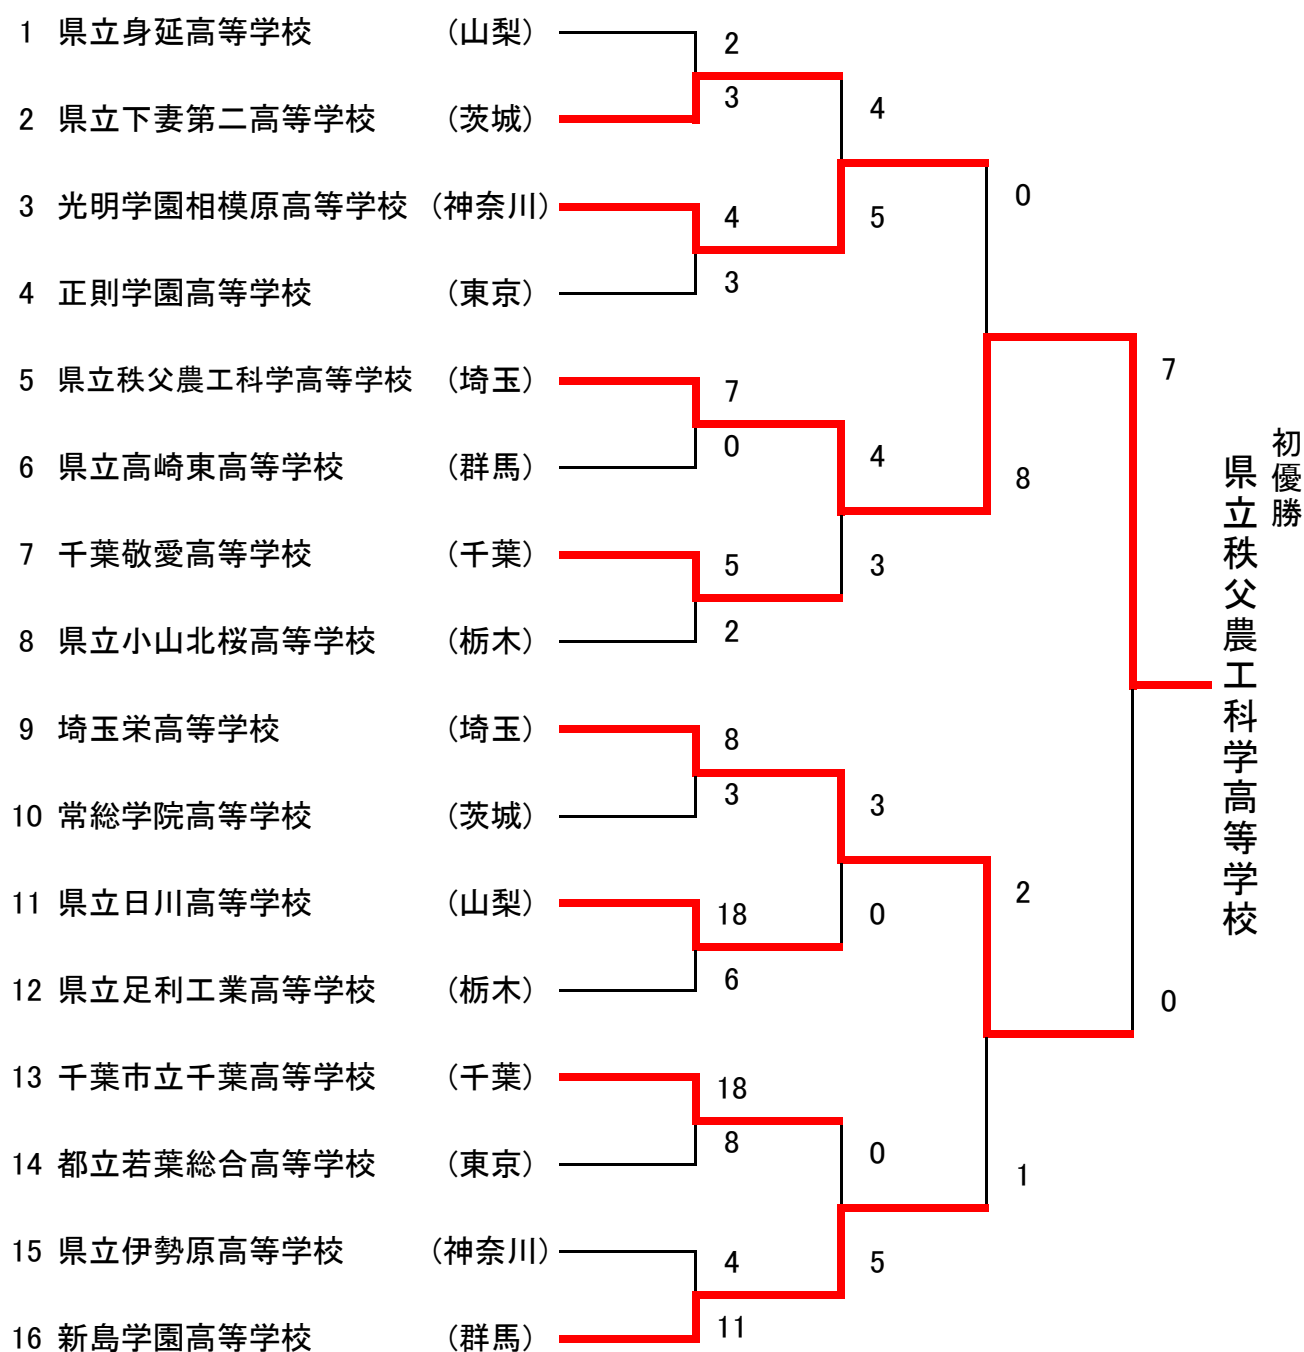 1 県立身延高等学校 (山梨)
2
3
2 県立下妻第二高等学校 (茨城)
4
3 光明学園相模原高等学校 (神奈川)
4
5
0
3
4 正則学園高等学校 (東京)
5 県立秩父農工科学高等学校 (埼玉)
7
7
0
4
8
6 県立高崎東高等学校 (群馬)
7 千葉敬愛高等学校 (千葉)
5
3
2
8 県立小山北桜高等学校 (栃木)
初優勝
県立秩父農工科学高等学校
9 埼玉栄高等学校 (埼玉)
8
3
3
10 常総学院高等学校 (茨城)
11 県立日川高等学校 (山梨)
18
0
2
6
12 県立足利工業高等学校 (栃木)
0
13 千葉市立千葉高等学校 (千葉)
18
8
0
1
14 都立若葉総合高等学校 (東京)
15 県立伊勢原高等学校 (神奈川)
4
5
11
16 新島学園高等学校 (群馬)